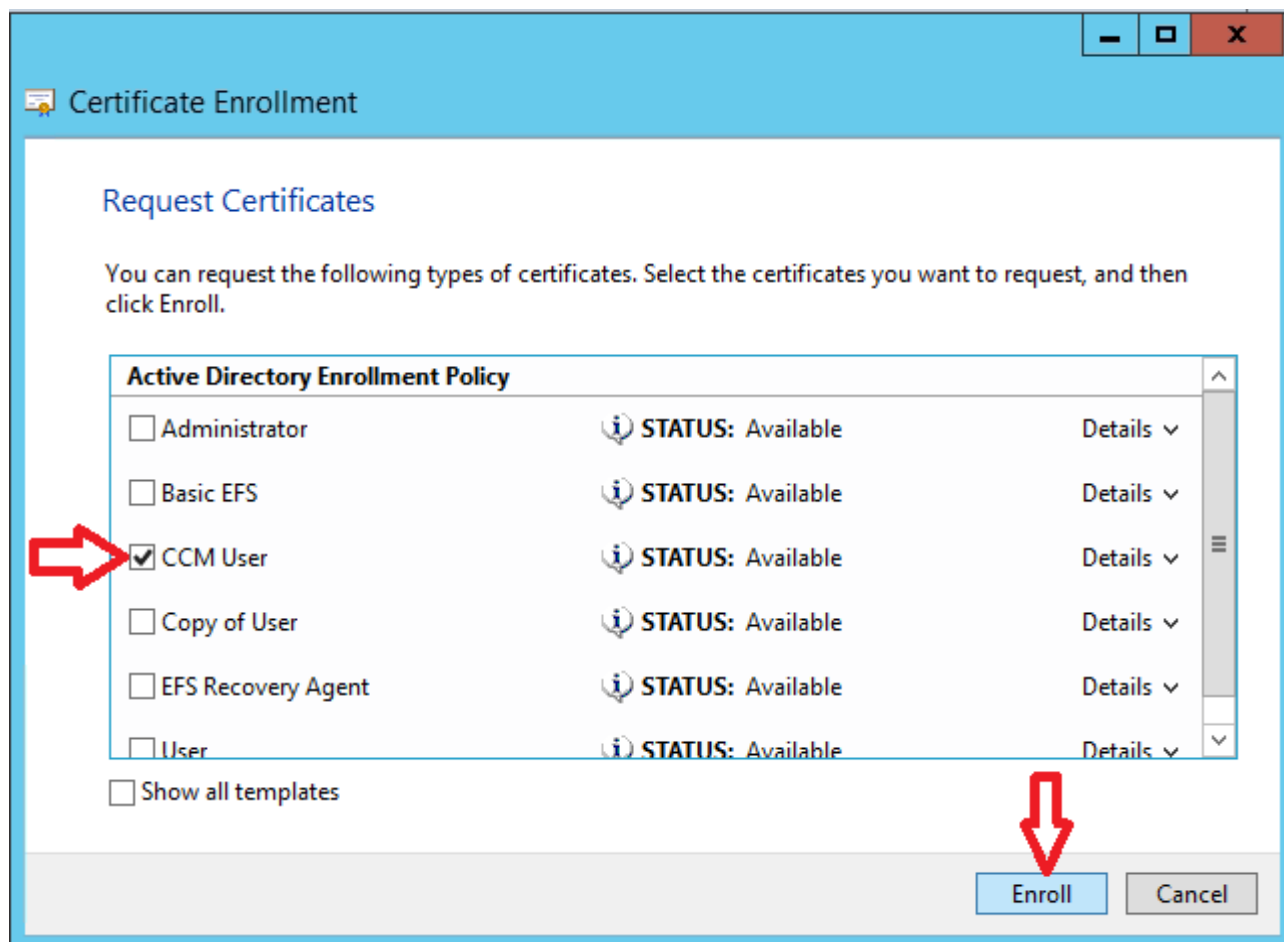 Certificate Enrollment
Request Certificates
You can request the following types of certificates. Select the certificates you want to request, and then
click Enroll.
Active Directory Enrollment Policy
Administrator STATUS: Available Details
Basic EFS STATUS: Available Details
CCM User STATUS: Available Details
Copy of User STATUS: Available Details
EFS Recovery Agent STATUS: Available Details
User STATUS: Available Details
Show all templates
Enroll Cancel